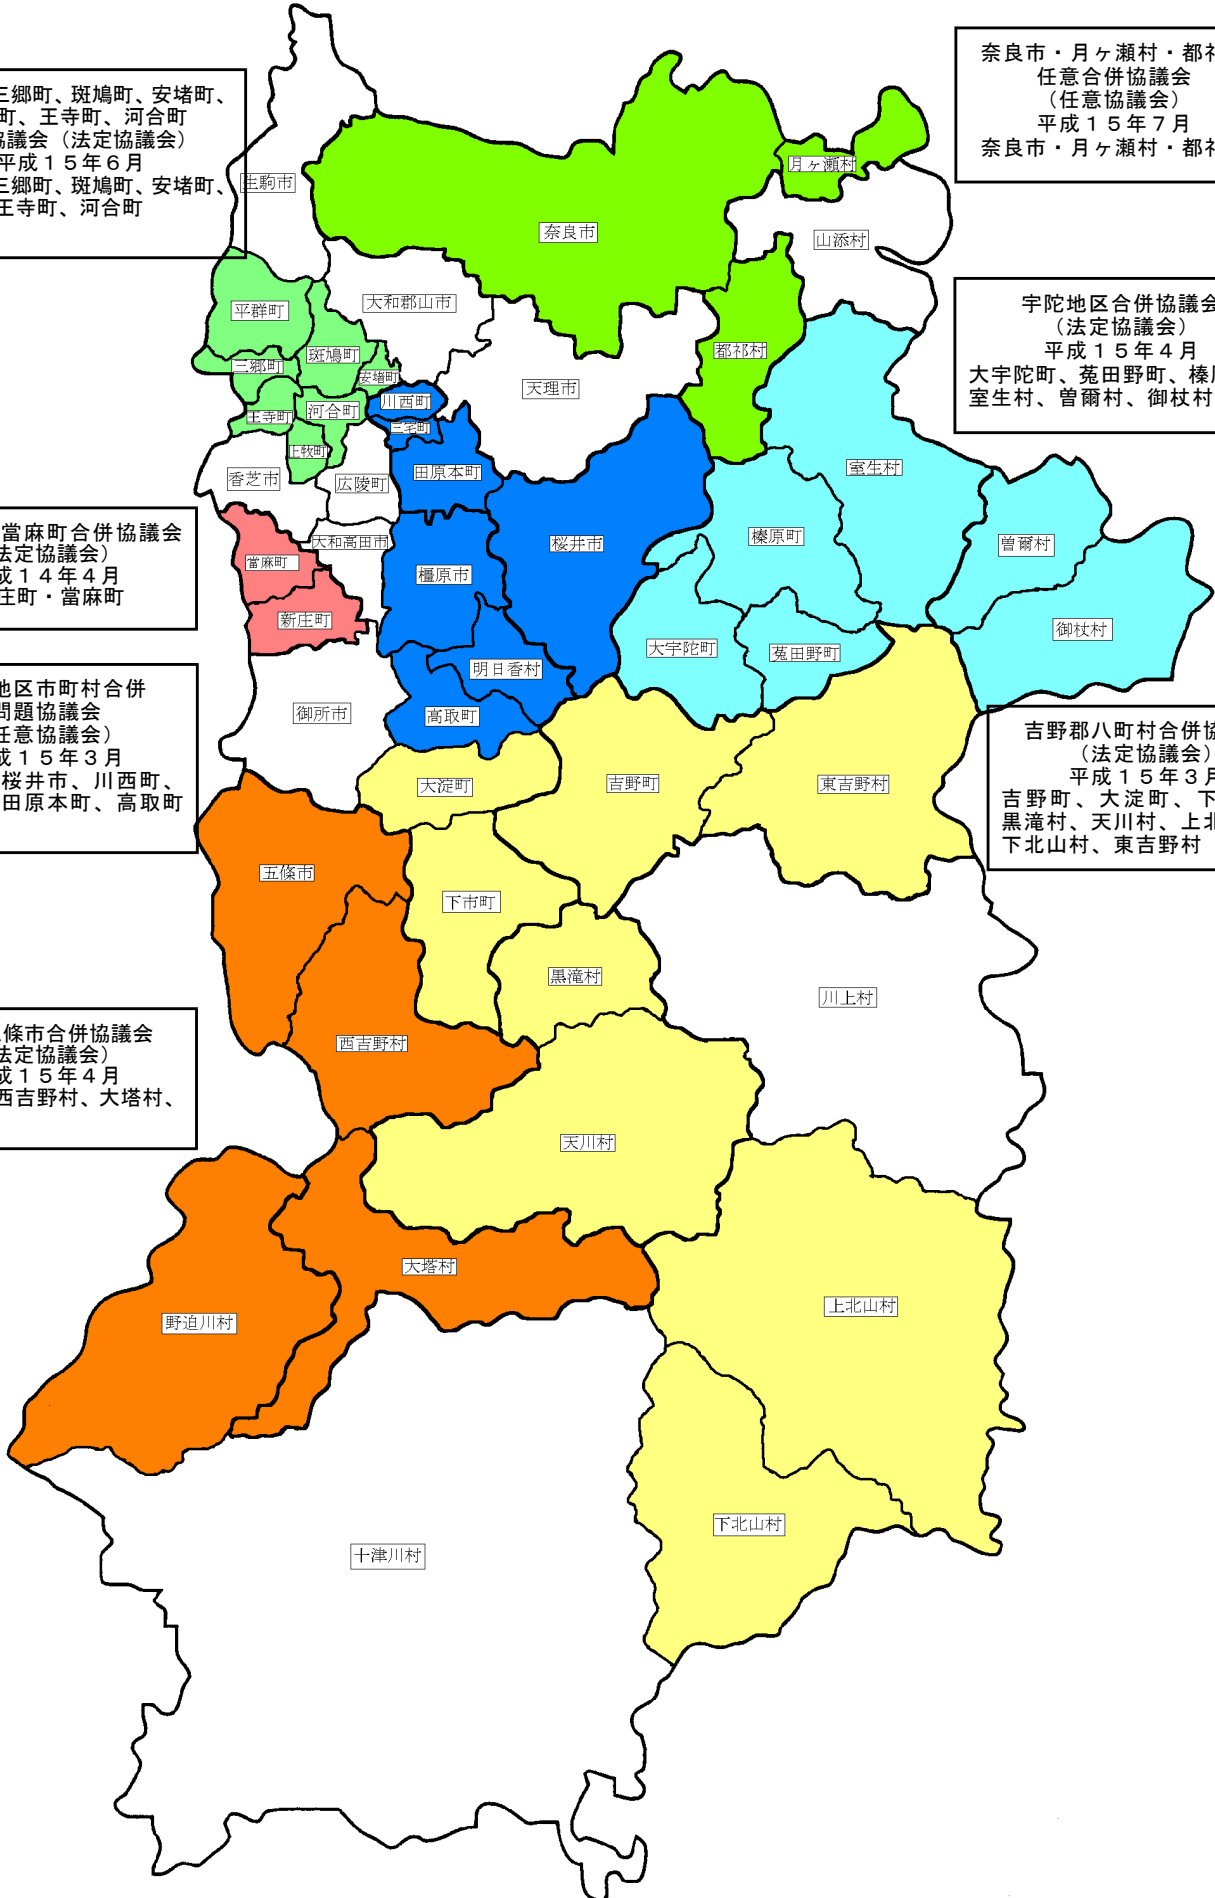 三郷町、斑鳩町、安堵町、
町、王寺町、河合町
協議会（法定協議会）
平成１５年６月
三郷町、斑鳩町、安堵町、
王寺町、河合町
奈良市・月ヶ瀬村・都祁
任意合併協議会
（任意協議会）
平成１５年７月
奈良市・月ヶ瀬村・都祁
生駒市
月ヶ瀬村
奈良市
山添村
平群町
大和郡山市
斑鳩町
都祁村
三郷町
安堵町
天理市
川西町
王寺町
河合町
三宅町
上牧町
香芝市
広陵町
田原本町
室生村
宇陀地区合併協議会
（法定協議会）
平成１５年４月
大宇陀町、菟田野町、榛原
室生村、曽爾村、御杖村
當麻町合併協議会
法定協議会）
成１４年４月
庄町・當麻町
大和高田市
桜井市
榛原町
曽爾村
當麻町
橿原市
新庄町
大宇陀町
菟田野町
御杖村
明日香村
御所市
高取町
地区市町村合併
問題協議会
任意協議会）
成１５年３月
桜井市、川西町、
田原本町、高取町
吉野郡八町村合併協
（法定協議会）
平成１５年３月
吉野町、大淀町、下
黒滝村、天川村、上北
下北山村、東吉野村
大淀町
吉野町
東吉野村
五條市
下市町
黒滝村
川上村
西吉野村
條市合併協議会
法定協議会）
成１５年４月
西吉野村、大塔村、
天川村
大塔村
上北山村
野迫川村
下北山村
十津川村